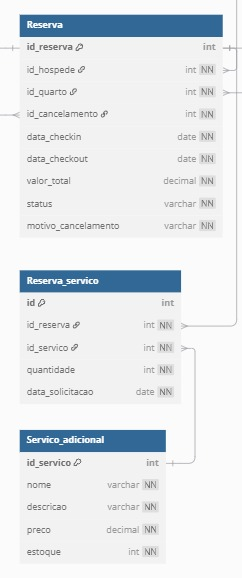 Reserva
id_reserva int
id_hospede int NN
id_quarto int NN
id_cancelamento int NN
data_checkin date NN
data_checkout date NN
valor_total decimal NN
status varchar NN
motivo_cancelamento varchar NN
Reserva_servico
id int
id_reserva int NN
id_servico int NN
quantidade int NN
data_solicitacao date NN
Servico_adicional
id_servico int
nome varchar NN
descricao varchar NN
preco decimal NN
estoque int NN